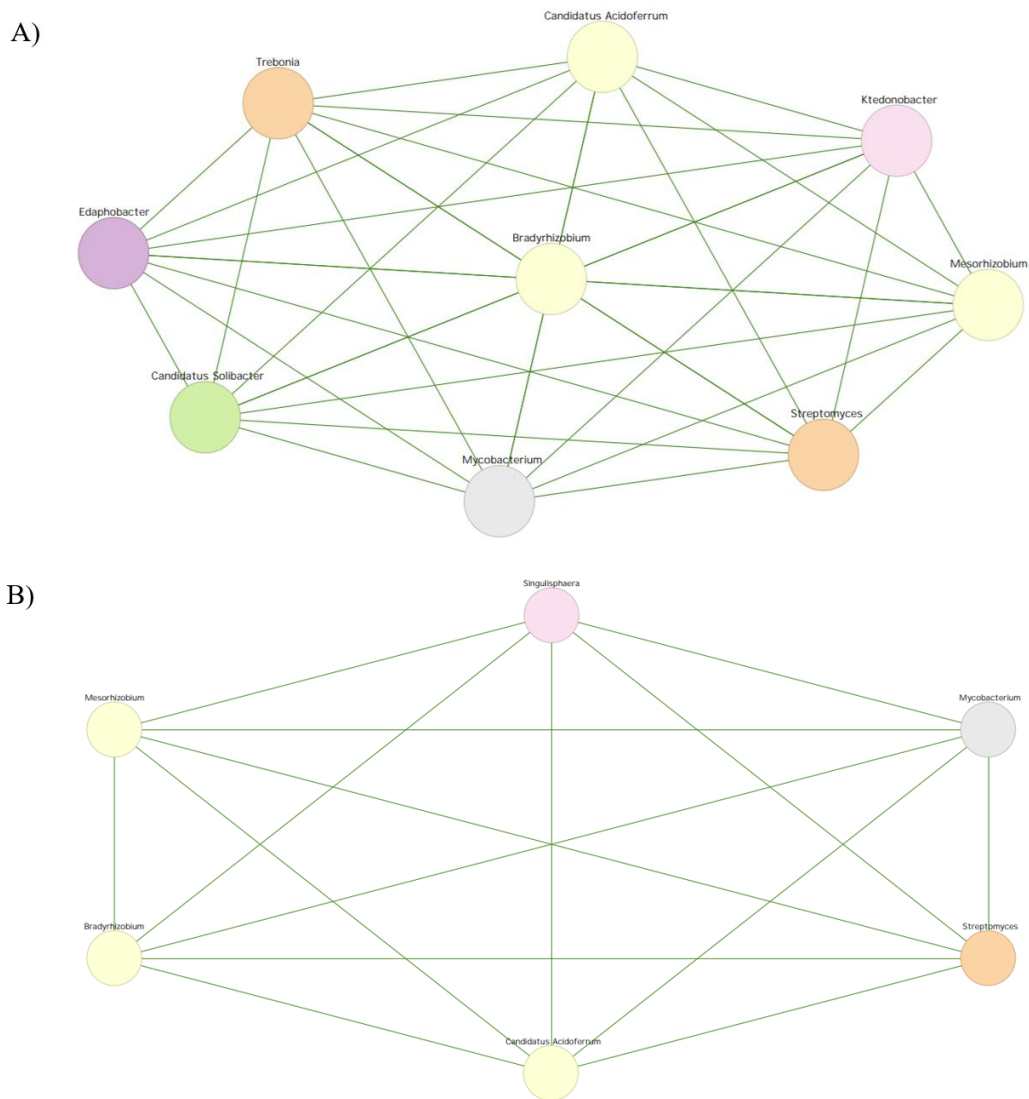 A)
Candidatus Acidoferrum
Trebonia
Ktedonobacter
Edaphobacter
Bradyrhizobium
Mesorhizobium
Candidatus Solibacter
Streptomyces
Mycobacterium
B)
Singulisphaera
Mesorhizobium
Mycobacterium
Bradyrhizobium
Streptomyces
Candidatus Acidoferrum